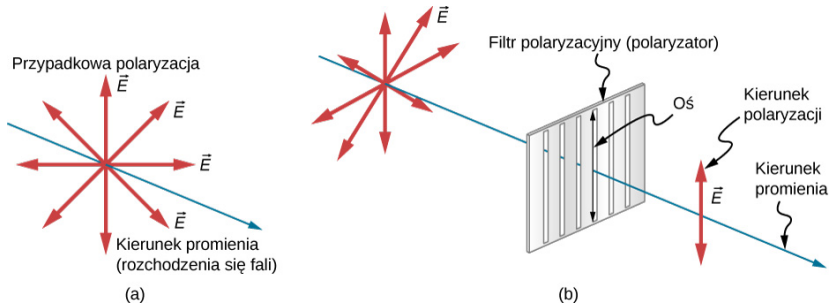 Przypadkowa polaryzacja
E⃗
E⃗
E⃗
E⃗
Kierunek promienia
(rozchodzenia się fali)
(a)
E⃗
Filtr polaryzacyjny (polaryzator)
Oś
Kierunek
polaryzacji
Kierunek
promienia
E⃗
(b)